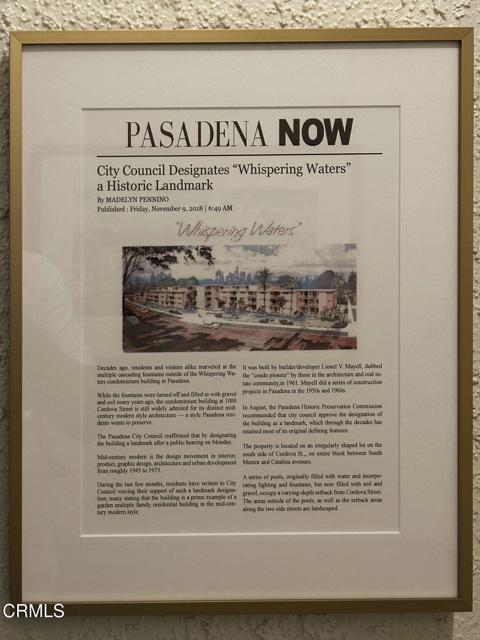 PASADENA NOW
City Council Designates “Whispering Waters”
a Historic Landmark
By MADELYN PENNINO
Published : Friday, November 9, 2018 | 6:49 AM
"Whispering Waters"
Decades ago, residents and visitors alike marveled at the
multiple cascading fountains outside of the Whispering Wa-
ters condominium building in Pasadena.
While the fountains were turned off and filled in with gravel
and soil many years ago, the condominium building at 1000
Cordova Street is still widely admired for its distinct mid-
century modern style architecture — a style Pasadena resi-
dents want to preserve.
The Pasadena City Council reaffirmed that by designating
the building a landmark after a public hearing on Monday.
Mid-century modern is the design movement in interior,
product, graphic design, architecture and urban development
from roughly 1945 to 1975.
During the last few months, residents have written to City
Council voicing their support of such a landmark designa-
tion, many stating that the building is a prime example of a
garden multiple family residential building in the mid-cen-
tury modern style.
It was built by builder/developer Lionel V. Mayell, dubbed
the “condo pioneer” by those in the architecture and real es-
tate community,in 1961. Mayell did a series of construction
projects in Pasadena in the 1950s and 1960s.
In August, the Pasadena Historic Preservation Commission
recommended that city council approve the designation of
the building as a landmark, which through the decades has
retained most of its original defining features.
The property is located on an irregularly shaped lot on the
south side of Cordova St.,, on entire block between South
Mentor and Catalina avenues.
A series of pools, originally filled with water and incorpo-
rating lighting and fountains, but now filled with soil and
gravel, occupy a varying-depth setback from Cordova Street.
The areas outside of the pools, as well as the setback areas
along the two side streets are landscaped.
CRMLS